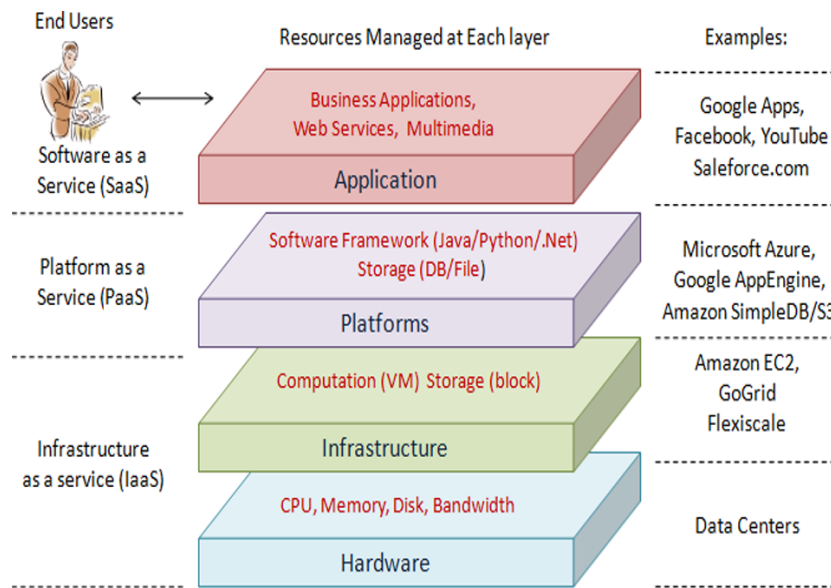 End Users
Resources Managed at Each layer
Examples:
Business Applications,
Web Services, Multimedia
Application
Software as a
Service (SaaS)
Google Apps,
Facebook, YouTube
Saleforce.com
Platform as a
Service (PaaS)
Software Framework (Java/Python/.Net)
Storage (DB/File)
Platforms
Microsoft Azure,
Google AppEngine,
Amazon SimpleDB/S3
Infrastructure
as a service (IaaS)
Computation (VM) Storage (block)
Infrastructure
Amazon EC2,
GoGrid
Flexiscale
CPU, Memory, Disk, Bandwidth
Hardware
Data Centers